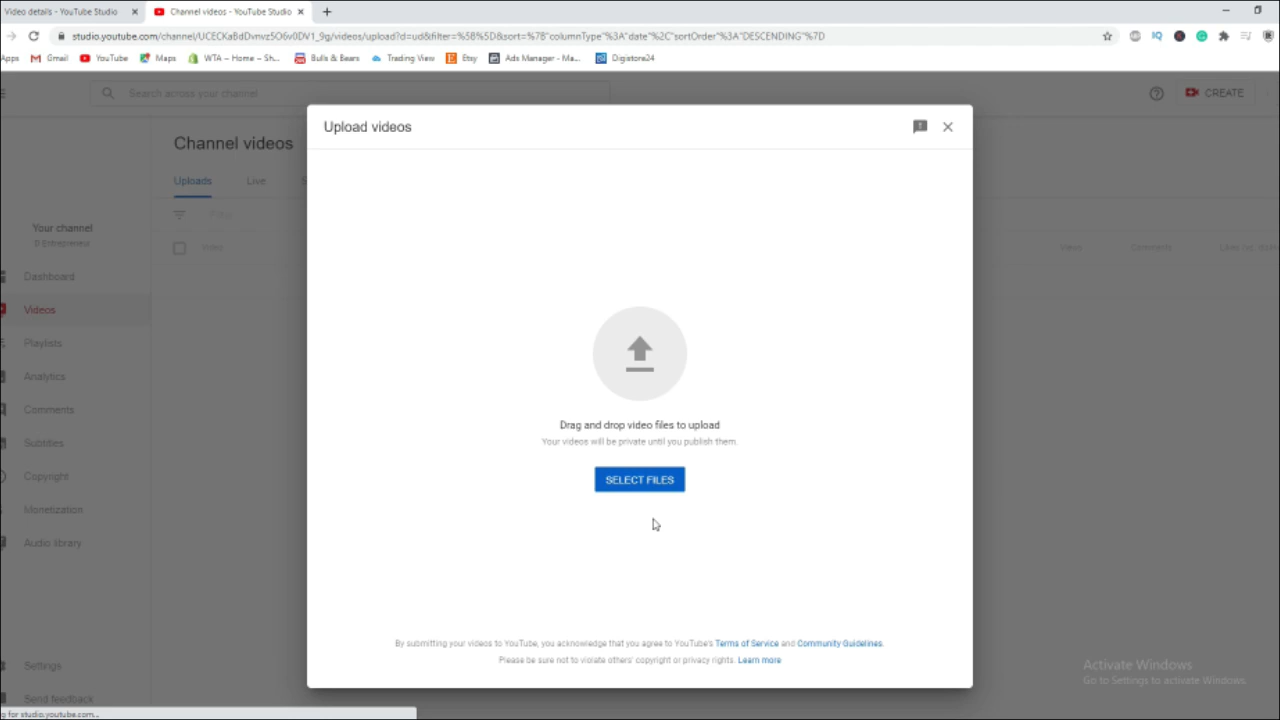 Video details - YouTube Studio
Channel videos - YouTube Studio
studio.youtube.com/channel/UCECKaBdDvnvz5O6v0DV1_9g/videos/upload?d=ud&filter=%5B%5D&sort=%7B"columnType"%3A"date"%2C"sortOrder"%3A"DESCENDING"%7D
Apps Gmail YouTube Maps WTA – Home – Sh... Bulls & Bears Trading View Etsy Ads Manager - Ma... Digistore24
Search across your channel
CREATE
Upload videos
Channel videos
Uploads Live
Your channel
Video
Views Comments
Dashboard
Videos
Playlists
Analytics
Comments
Subtitles
Copyright
Monetization
Audio library
Settings
Send feedback
Drag and drop video files to upload
Your videos will be private until you publish them.
SELECT FILES
By submitting your videos to YouTube, you acknowledge that you agree to YouTube's Terms of Service and Community Guidelines.
Please be sure not to violate others' copyright or privacy rights. Learn more
Activate Windows
Go to Settings to activate Windows.
g for studio.youtube.com...